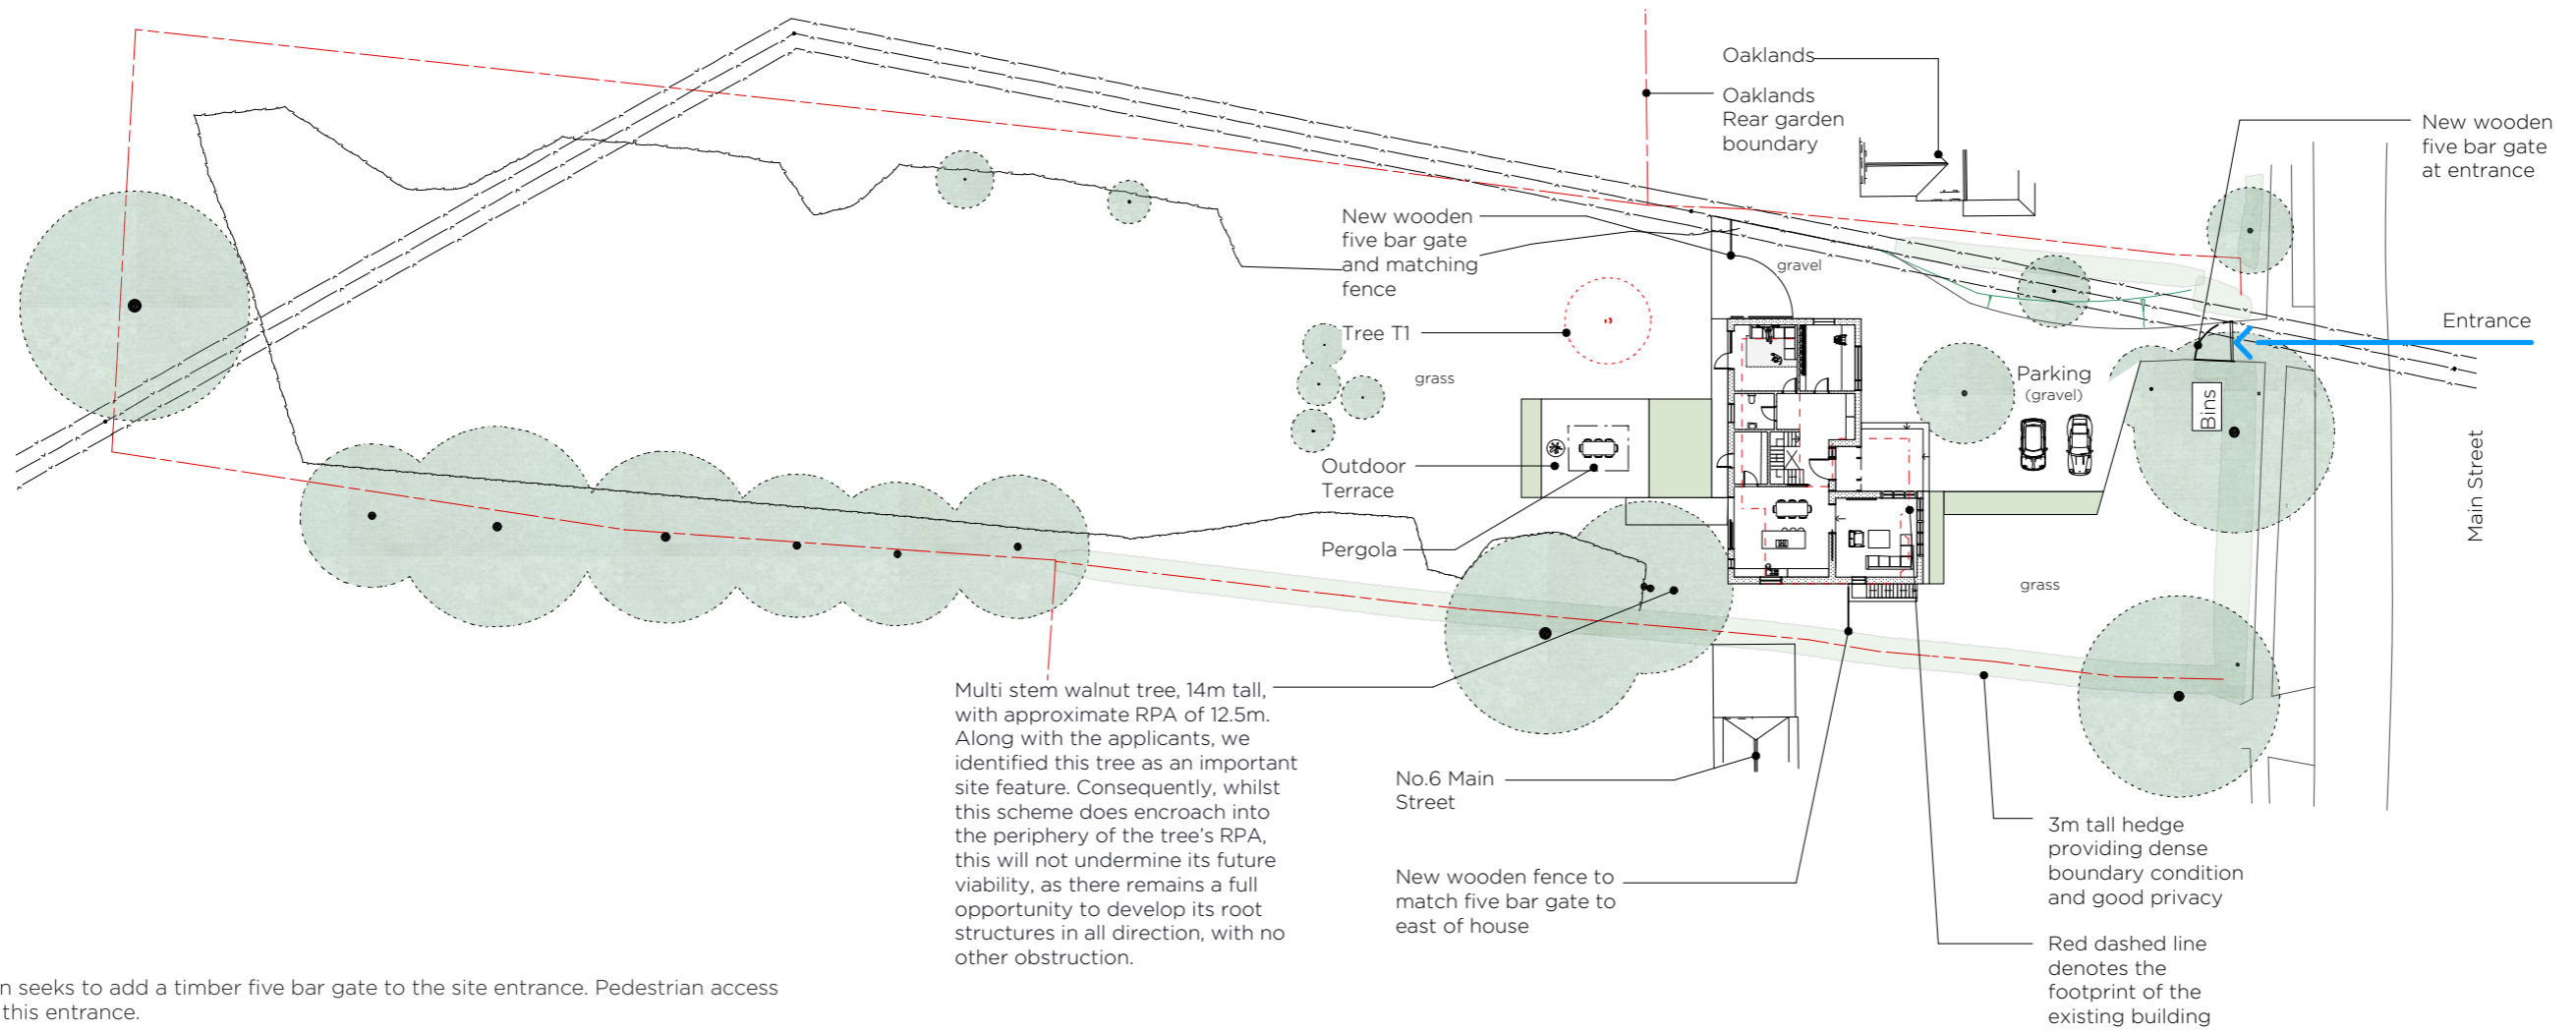 Oaklands
Oaklands
Rear garden
boundary
New wooden
five bar gate
at entrance
New wooden
five bar gate
and matching
fence
gravel
Tree T1
grass
Entrance
Parking
(gravel)
Bins
Main Street
Outdoor
Terrace
Pergola
grass
Multi stem walnut tree, 14m tall,
with approximate RPA of 12.5m.
Along with the applicants, we
identified this tree as an important
site feature. Consequently, whilst
this scheme does encroach into
the periphery of the tree's RPA,
this will not undermine its future
viability, as there remains a full
opportunity to develop its root
structures in all direction, with no
other obstruction.
No.6 Main
Street
New wooden fence to
match five bar gate to
east of house
3m tall hedge
providing dense
boundary condition
and good privacy
Red dashed line
denotes the
footprint of the
existing building
n seeks to add a timber five bar gate to the site entrance. Pedestrian access
this entrance.